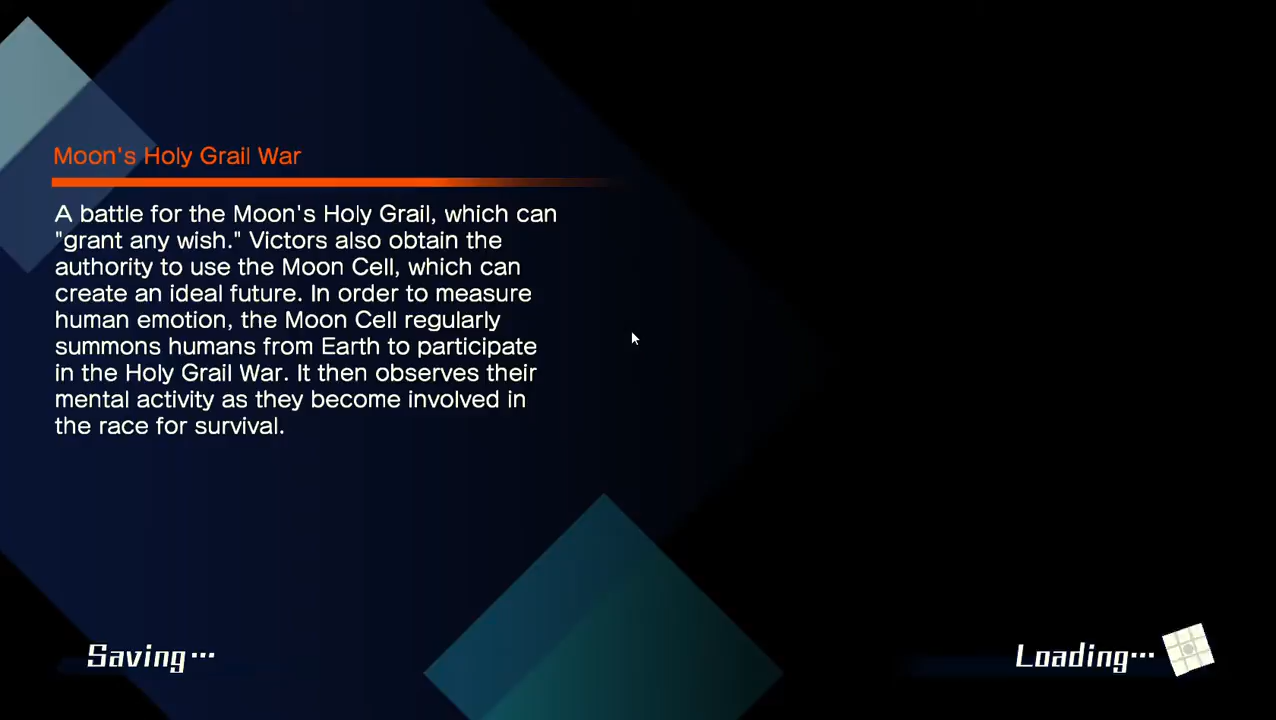 Moon's Holy Grail War
A battle for the Moon's Holy Grail, which can
"grant any wish." Victors also obtain the
authority to use the Moon Cell, which can
create an ideal future. In order to measure
human emotion, the Moon Cell regularly
summons humans from Earth to participate
in the Holy Grail War. It then observes their
mental activity as they become involved in
the race for survival.
Saving…
Loading…